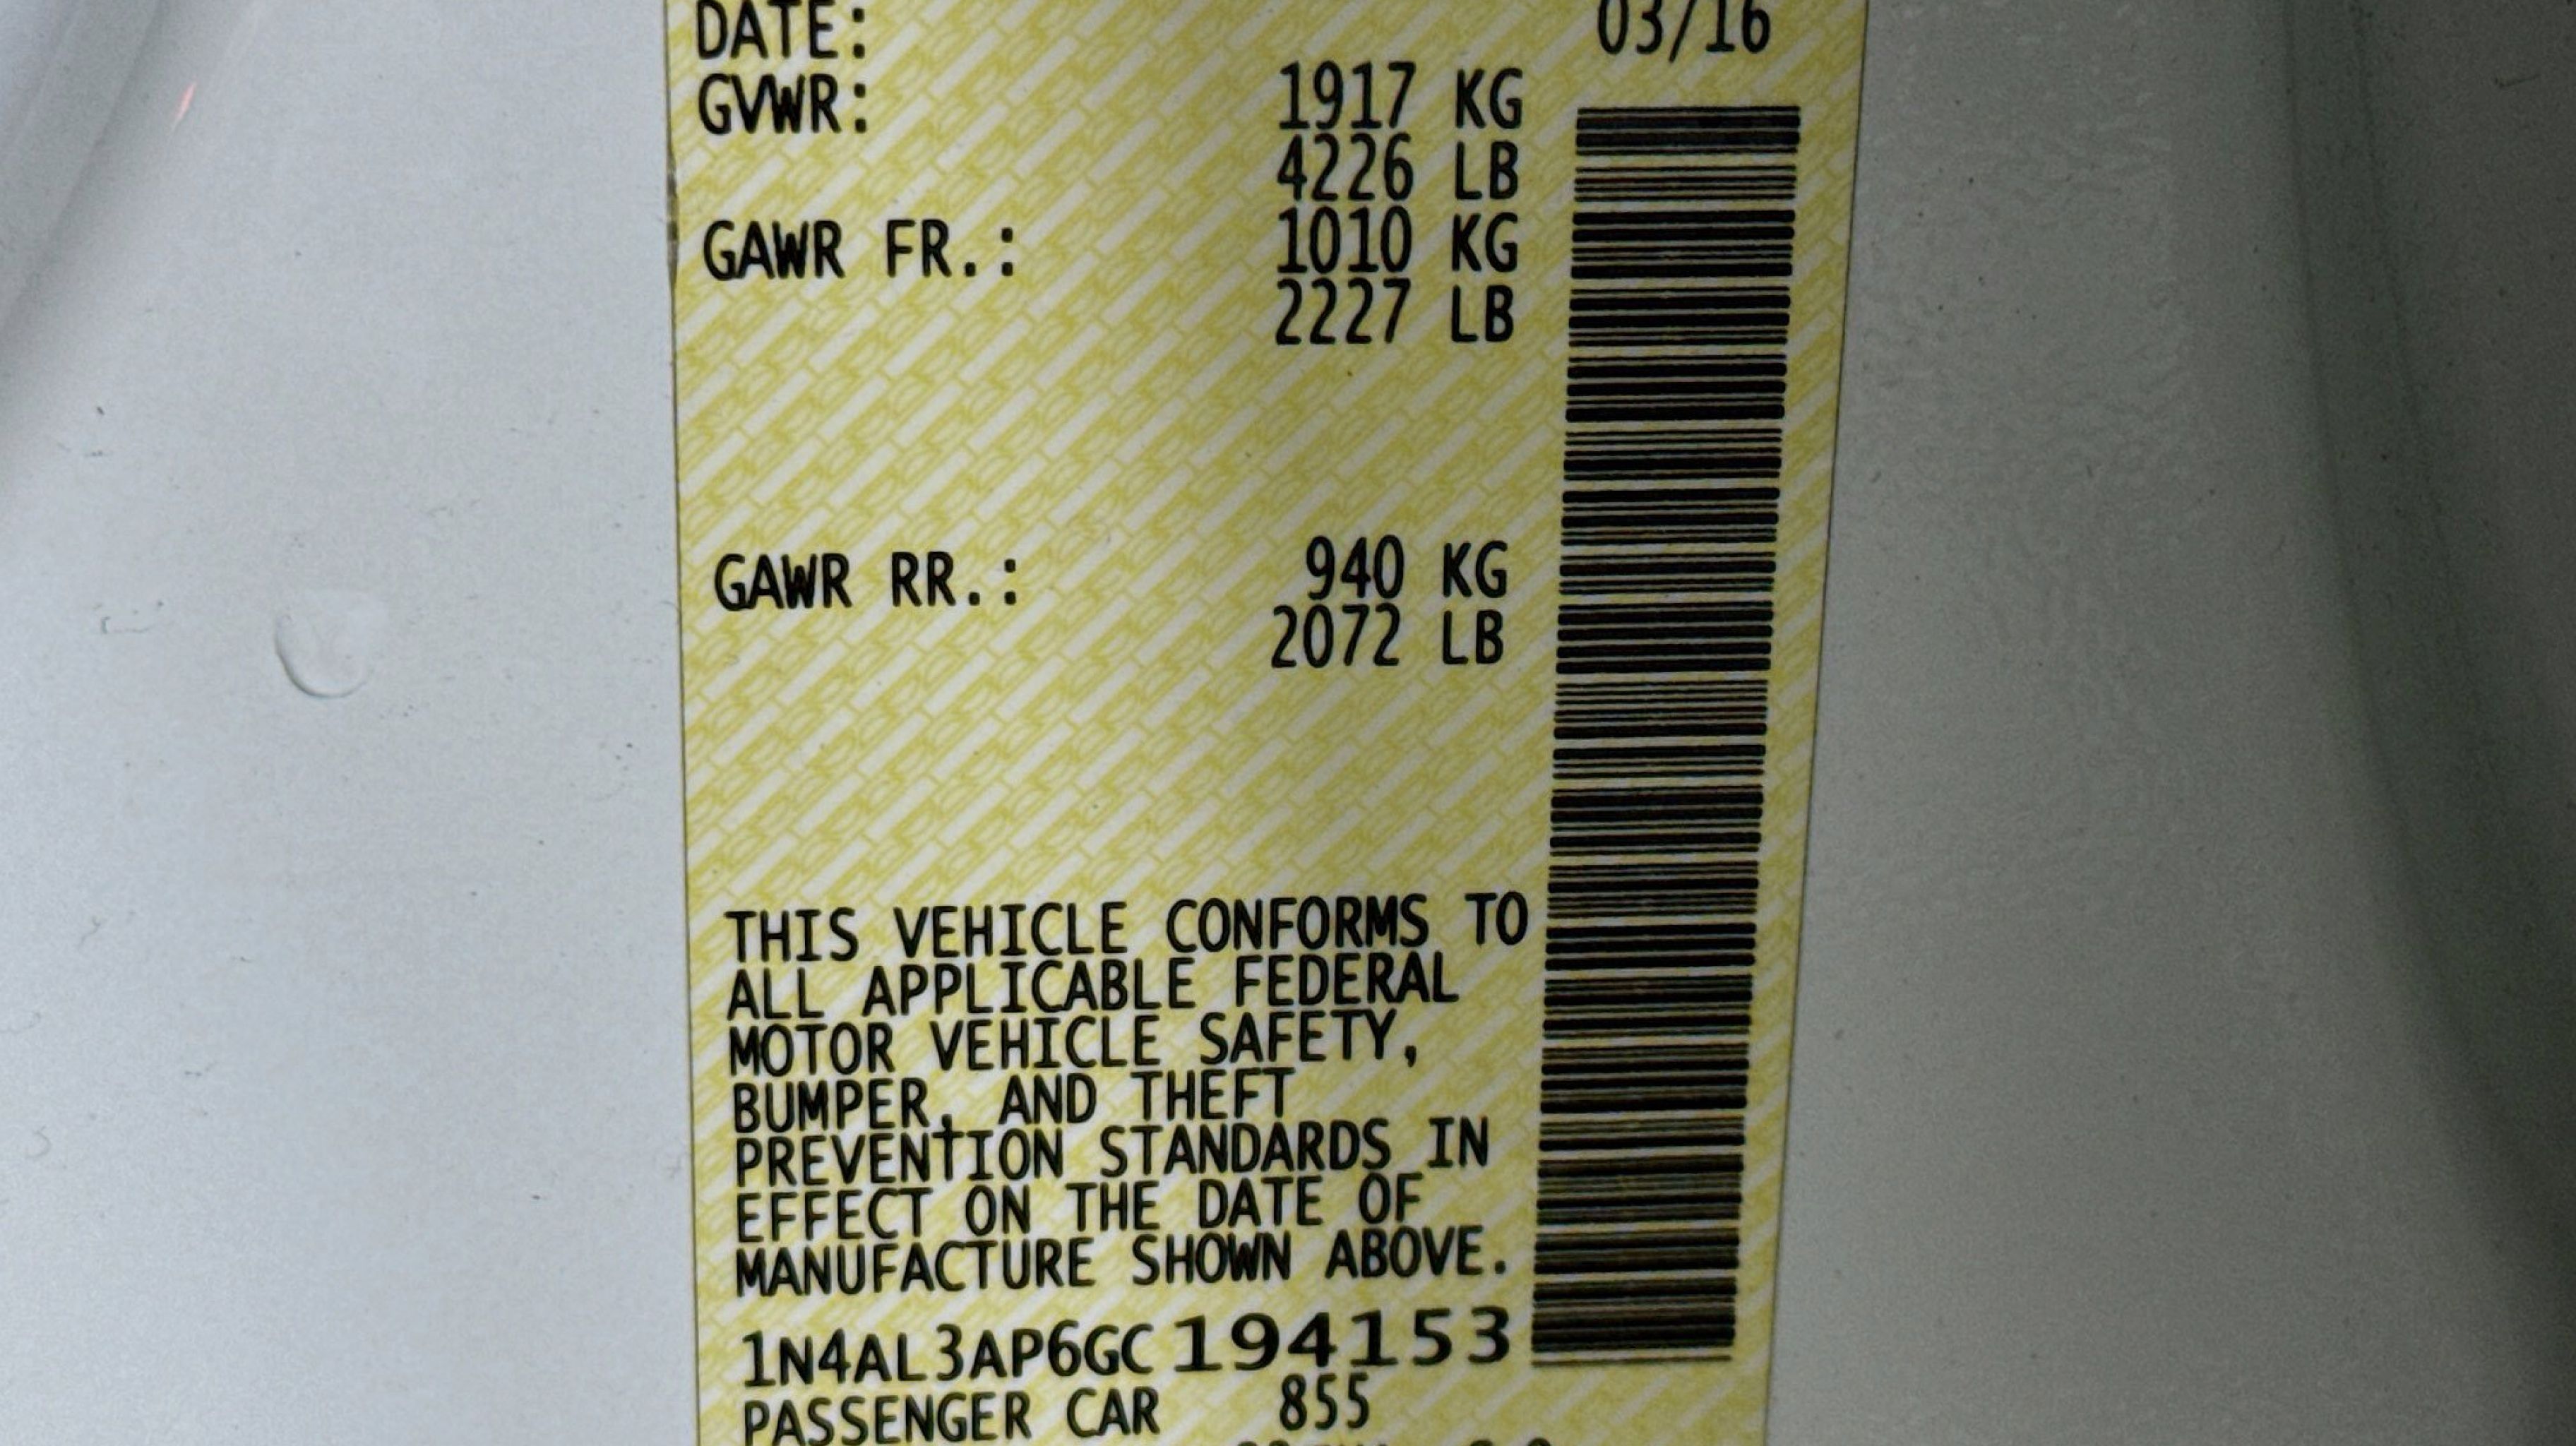 DATE: 03/16
GVWR: 1917 KG
4226 LB
GAWR FR.: 1010 KG
2227 LB
GAWR RR.: 940 KG
2072 LB
THIS VEHICLE CONFORMS TO
ALL APPLICABLE FEDERAL
MOTOR VEHICLE SAFETY,
BUMPER, AND THEFT
PREVENTION STANDARDS IN
EFFECT ON THE DATE OF
MANUFACTURE SHOWN ABOVE.
1N4AL3AP6GC194153
PASSENGER CAR 855